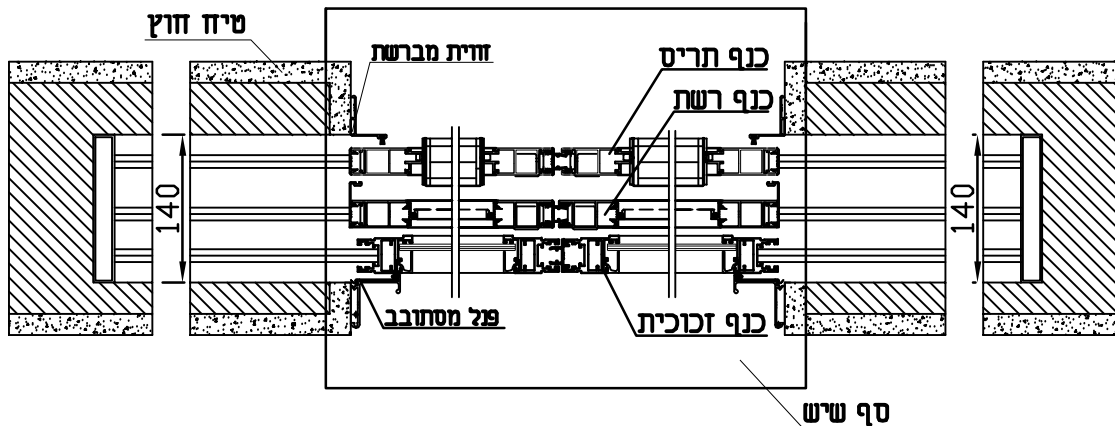 טיח חוץ
זווית מברשת
כנף תריס
כנף רשת
140
140
פנל מסתובב
כנף זכוכית
סף שיש